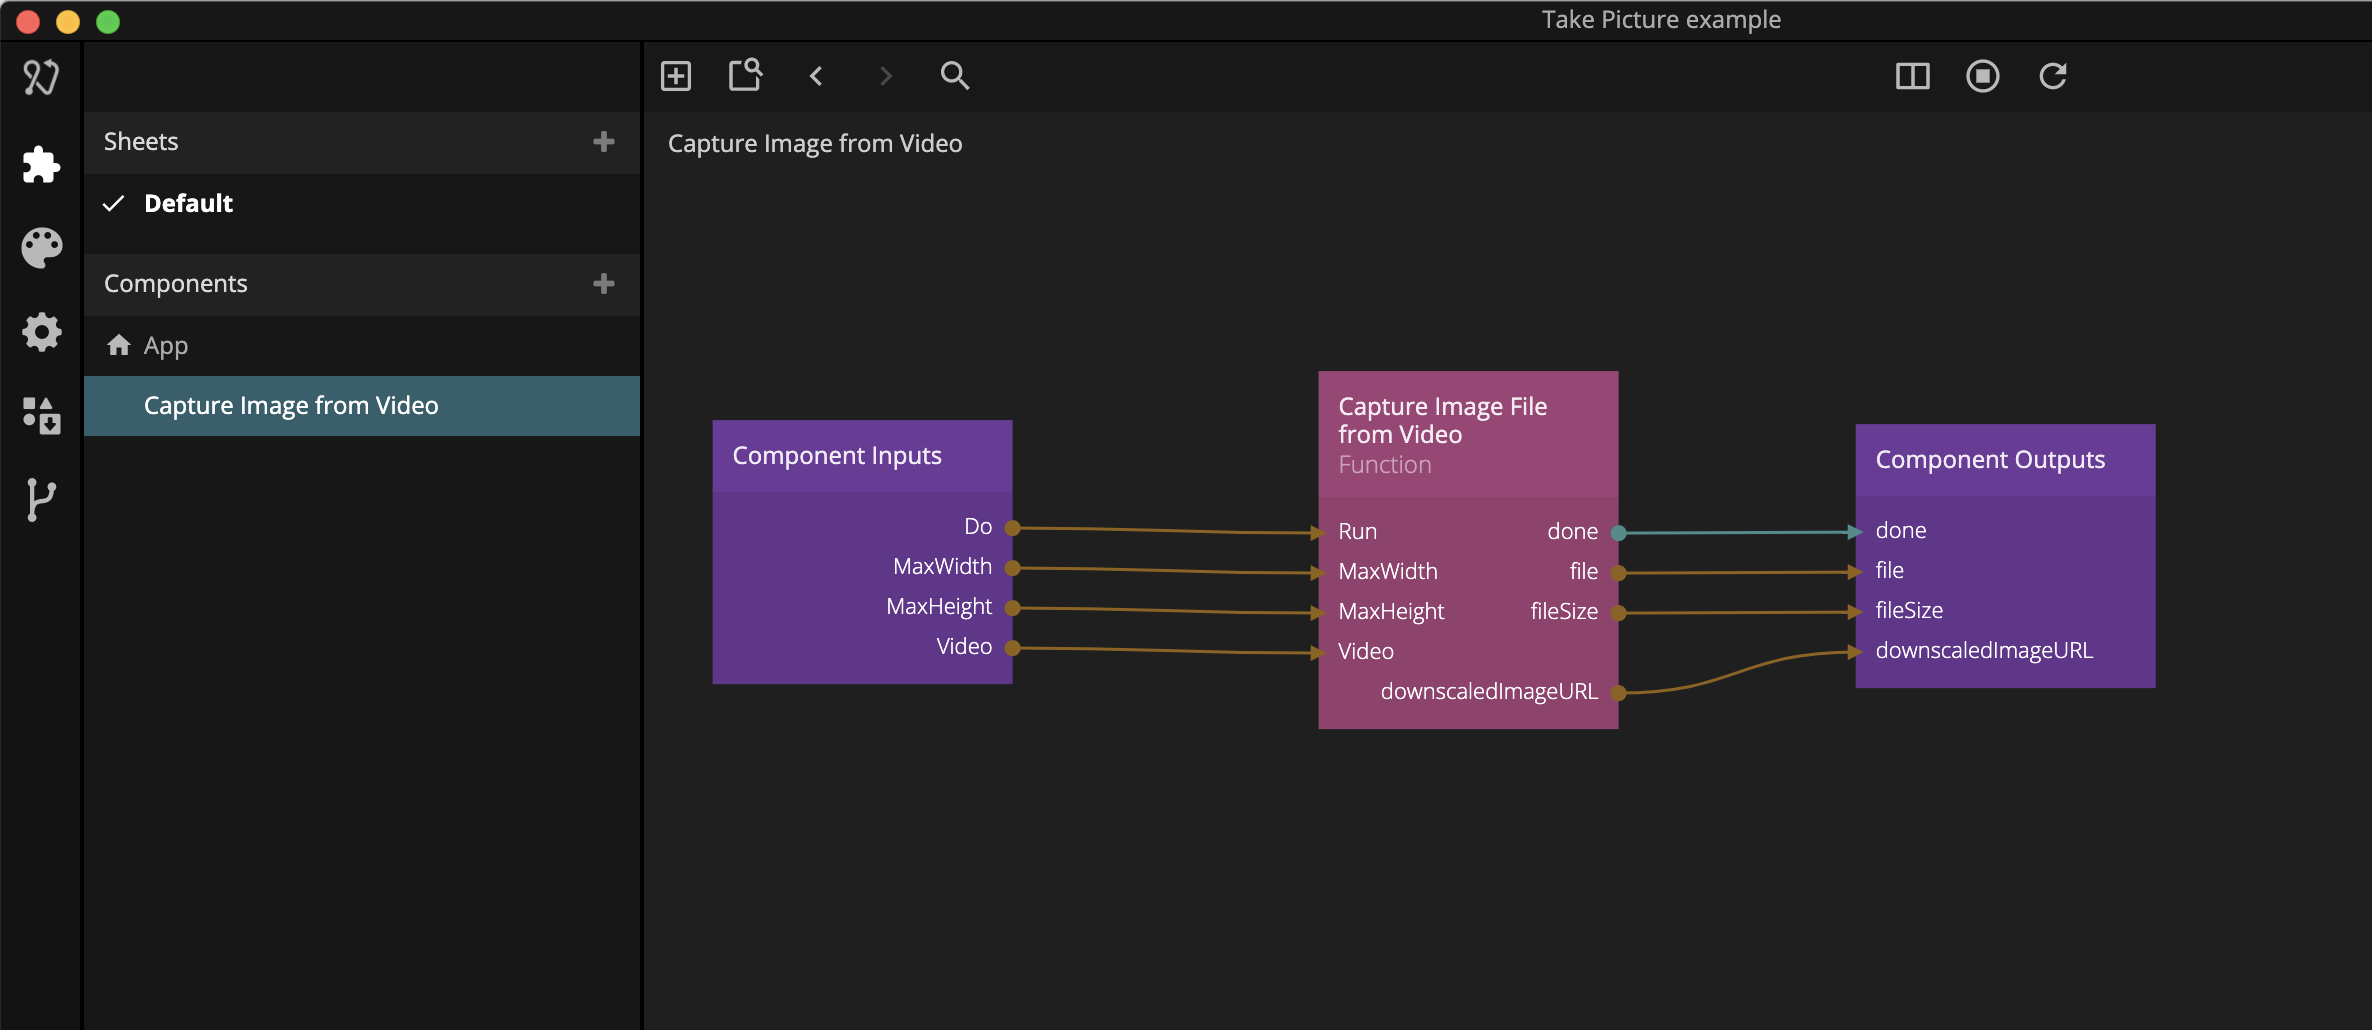 Take Picture example
Sheets
Default
Components
App
Capture Image from Video
Capture Image from Video
Component Inputs
Do
MaxWidth
MaxHeight
Video
Capture Image File
from Video
Function
Run done
MaxWidth file
MaxHeight fileSize
Video
downscaledImageURL
Component Outputs
done
file
fileSize
downscaledImageURL